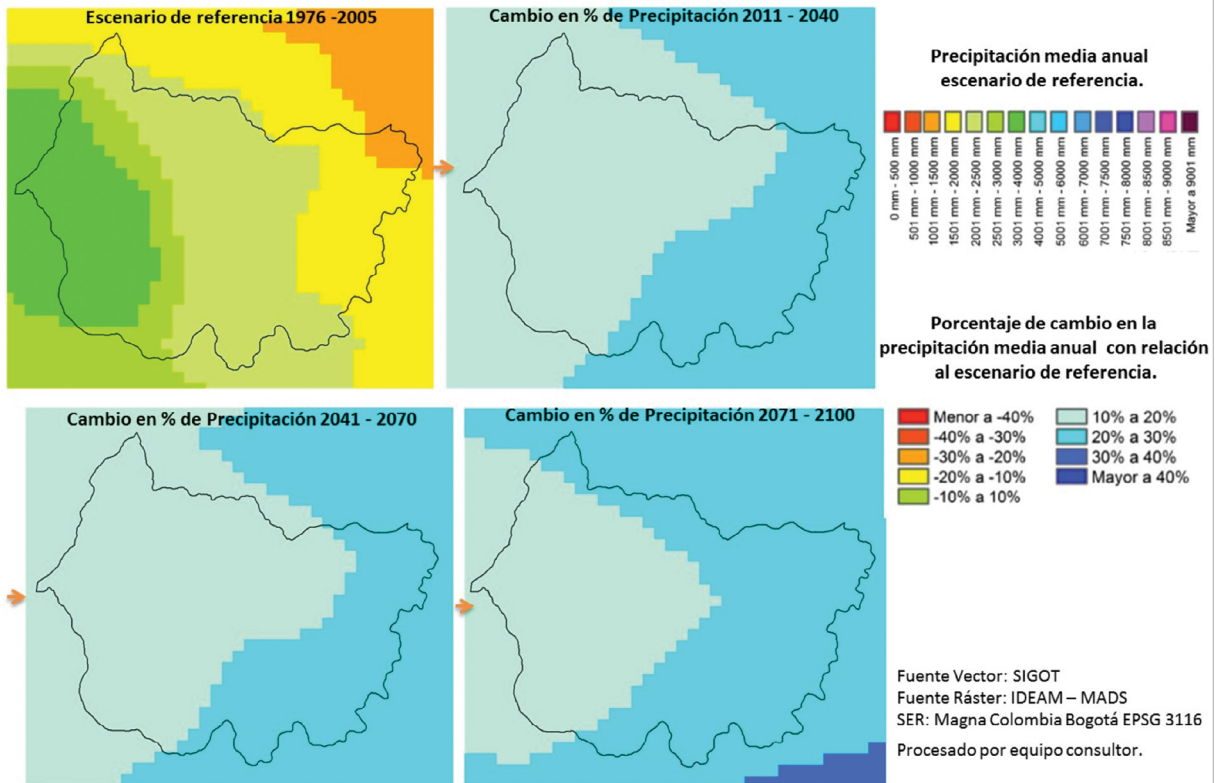 Escenario de referencia 1976 -2005
Cambio en % de Precipitación 2011 - 2040
Precipitación media anual
escenario de referencia.
0 mm - 500 mm
501 mm - 1000 mm
1001 mm - 1500 mm
1501 mm - 2000 mm
2001 mm - 2500 mm
2501 mm - 3000 mm
3001 mm - 4000 mm
4001 mm - 5000 mm
5001 mm - 6000 mm
6001 mm - 7000 mm
7001 mm - 7500 mm
7501 mm - 8000 mm
8001 mm - 8500 mm
8501 mm - 9000 mm
Mayor a 9001 mm
Porcentaje de cambio en la
precipitación media anual con relación
al escenario de referencia.
Cambio en % de Precipitación 2041 - 2070
Cambio en % de Precipitación 2071 - 2100
Menor a -40%
-40% a -30%
-30% a -20%
-20% a -10%
-10% a 10%
10% a 20%
20% a 30%
30% a 40%
Mayor a 40%
Fuente Vector: SIGOT
Fuente Ráster: IDEAM – MADS
SER: Magna Colombia Bogotá EPSG 3116
Procesado por equipo consultor.